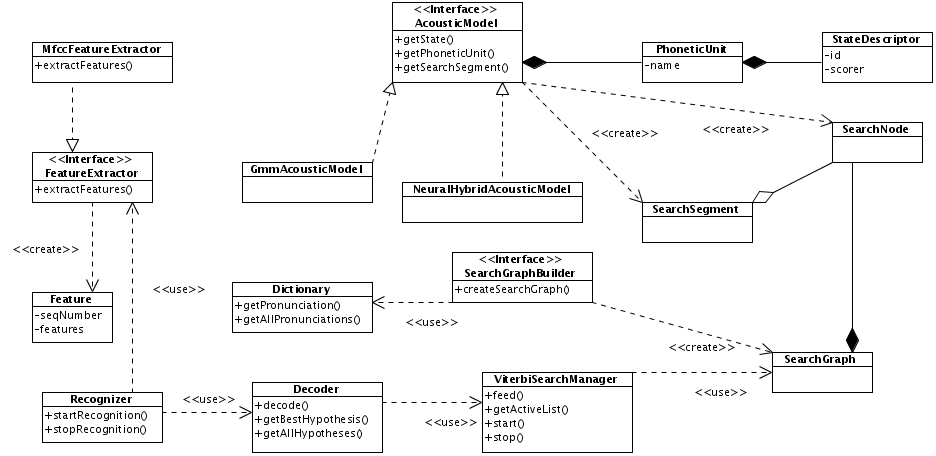 <<Interface>>
AcousticModel
+getState()
+getPhoneticUnit()
+getSearchSegment()
MfccFeatureExtractor
+extractFeatures()
PhoneticUnit
-name
StateDescriptor
-id
-scorer
<<create>>
<<create>>
SearchNode
<<Interface>>
FeatureExtractor
+extractFeatures()
GmmAcousticModel
NeuralHybridAcousticModel
SearchSegment
<<create>>
<<Interface>>
SearchGraphBuilder
+createSearchGraph()
<<use>>
Feature
-seqNumber
-features
Dictionary
+getPronunciation()
+getAllPronunciations()
<<use>>
<<create>>
SearchGraph
Recognizer
+startRecognition()
+stopRecognition()
<<use>>
Decoder
+decode()
+getBestHypothesis()
+getAllHypotheses()
<<use>>
ViterbiSearchManager
+feed()
+getActiveList()
+start()
+stop()
<<use>>